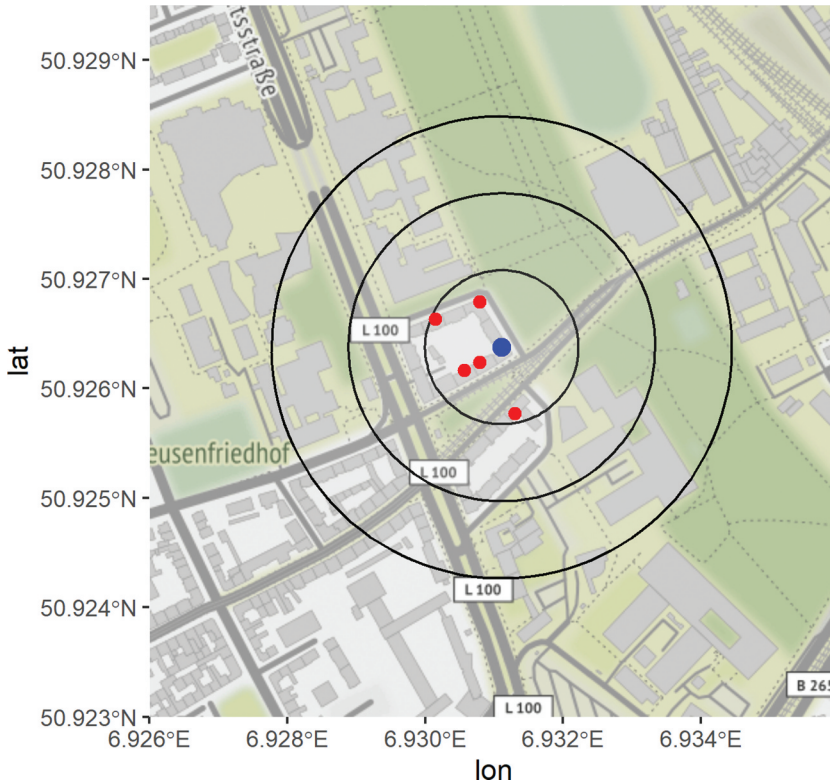 50.929°N
50.928°N
50.927°N
50.926°N
50.925°N
50.924°N
50.923°N
lat
tsstraße
L 100
eusenfriedhof
L 100
L 100
B 265
L 100
6.926°E
6.928°E
6.930°E
6.932°E
6.934°E
lon